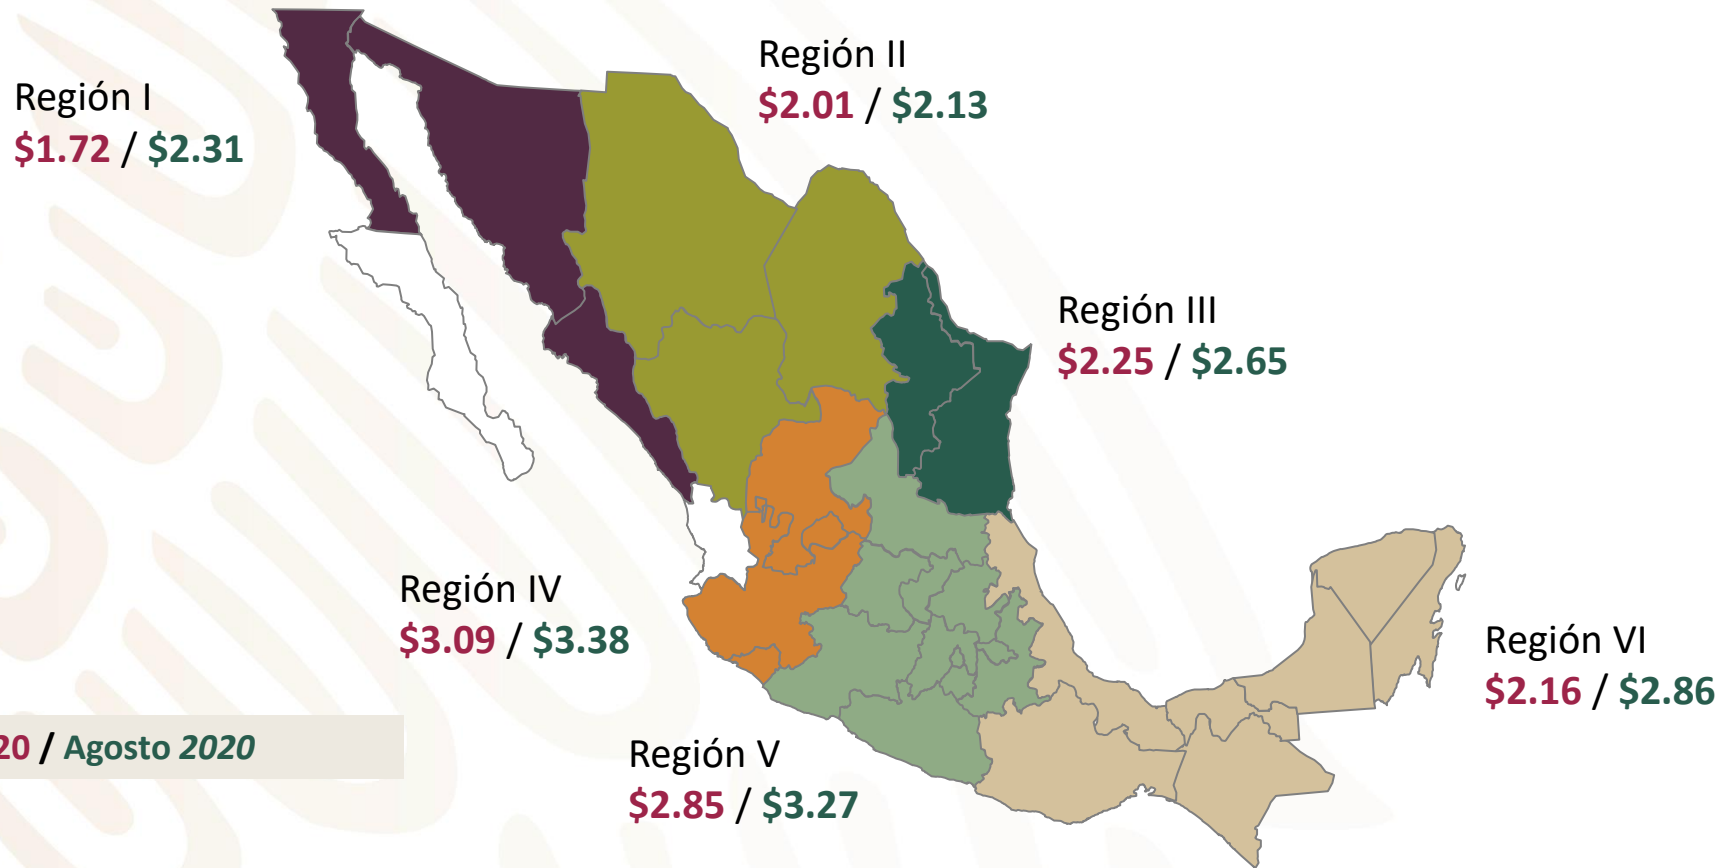 Región I
$1.72 / $2.31
Región II
$2.01 / $2.13
Región III
$2.25 / $2.65
Región IV
$3.09 / $3.38
Región V
$2.85 / $3.27
Región VI
$2.16 / $2.86
20 / Agosto 2020